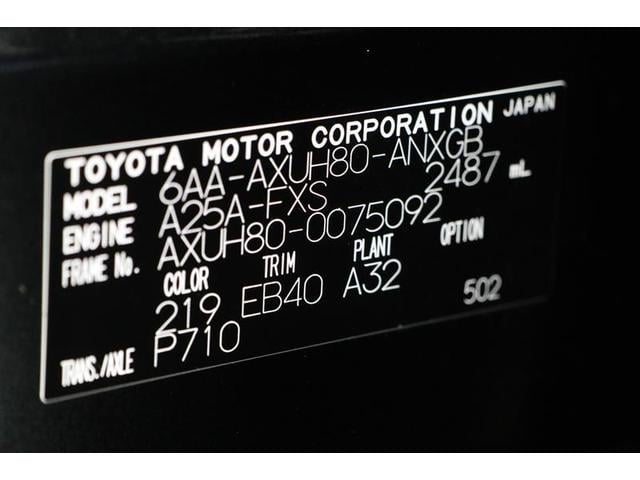 TOYOTA MOTOR CORPORATION JAPAN
MODEL 6AA-AXUH80-ANXGB
ENGINE A25A-FXS 2487 mL
FRAME No. AXUH80-0075092
COLOR TRIM PLANT OPTION
219 EB40 A32 502
TRANS./AXLE P710